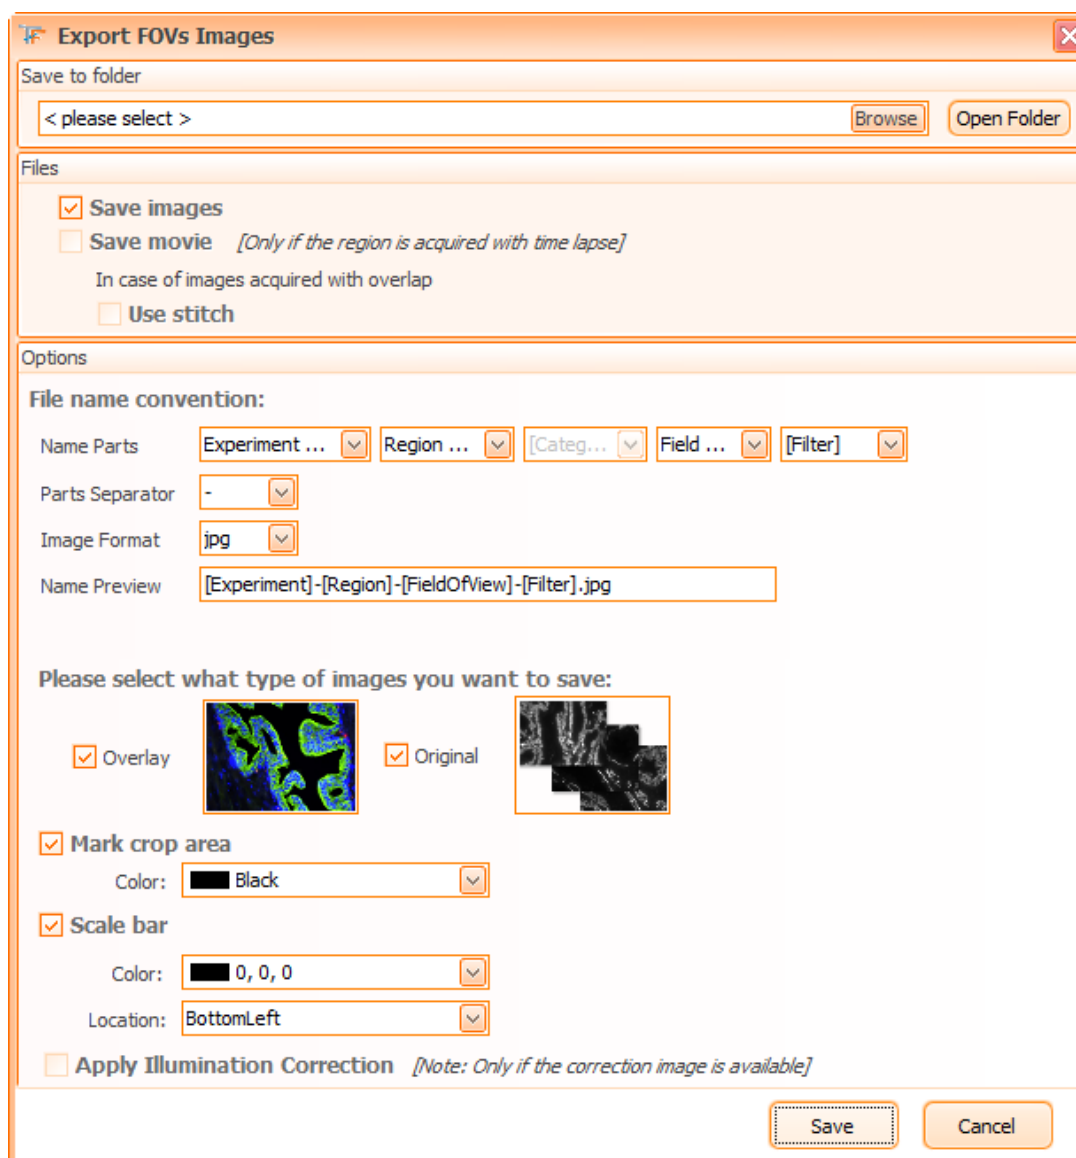 Export FOVs Images
Save to folder
< please select > Browse Open Folder
Files
Save images
Save movie [Only if the region is acquired with time lapse]
In case of images acquired with overlap
Use stitch
Options
File name convention:
Name Parts Experiment ... Region ... [Categ... Field ... [Filter]
Parts Separator -
Image Format jpg
Name Preview [Experiment]-[Region]-[FieldOfView]-[Filter].jpg
Please select what type of images you want to save:
Overlay Original
Mark crop area
Color: Black
Scale bar
Color: 0, 0, 0
Location: BottomLeft
Apply Illumination Correction [Note: Only if the correction image is available]
Save Cancel